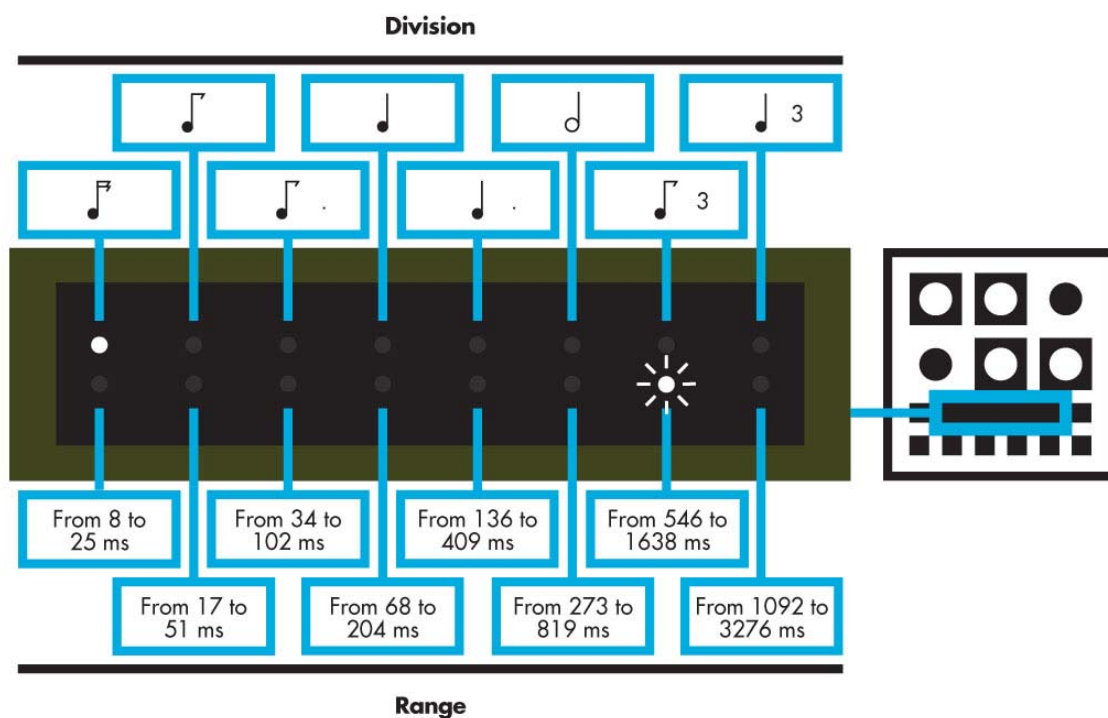 Division
3
. . 3
From 8 to
25 ms
From 34 to
102 ms
From 136 to
409 ms
From 546 to
1638 ms
From 17 to
51 ms
From 68 to
204 ms
From 273 to
819 ms
From 1092 to
3276 ms
Range